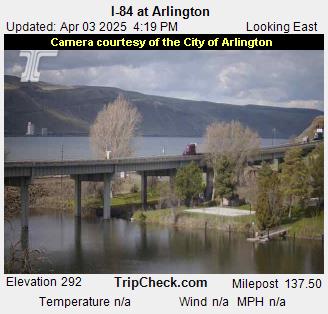 I-84 at Arlington
Updated: Apr 03 2025 4:19 PM Looking East
Camera courtesy of the City of Arlington
Elevation 292 TripCheck.com Milepost 137.50
Temperature n/a Wind n/a MPH n/a